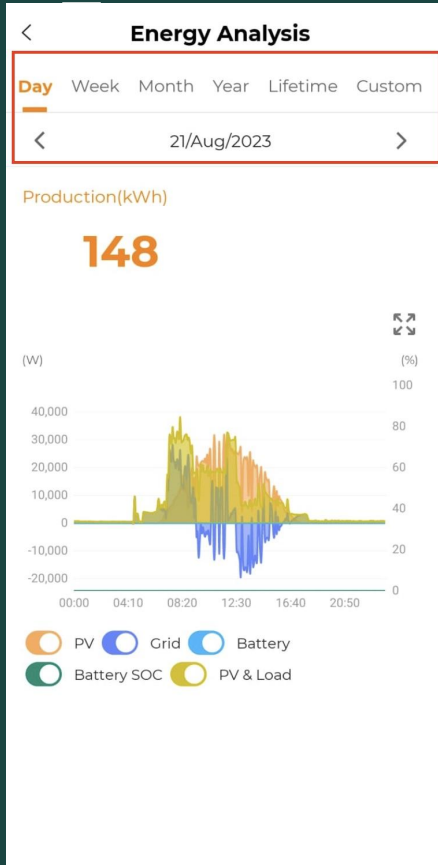 Energy Analysis
Day Week Month Year Lifetime Custom
21/Aug/2023
Production(kWh)
148
(W) (%)
100
40,000 80
30,000
20,000 60
10,000
40
0
-10,000 20
-20,000
0
00:00 04:10 08:20 12:30 16:40 20:50
PV Grid Battery
Battery SOC PV & Load